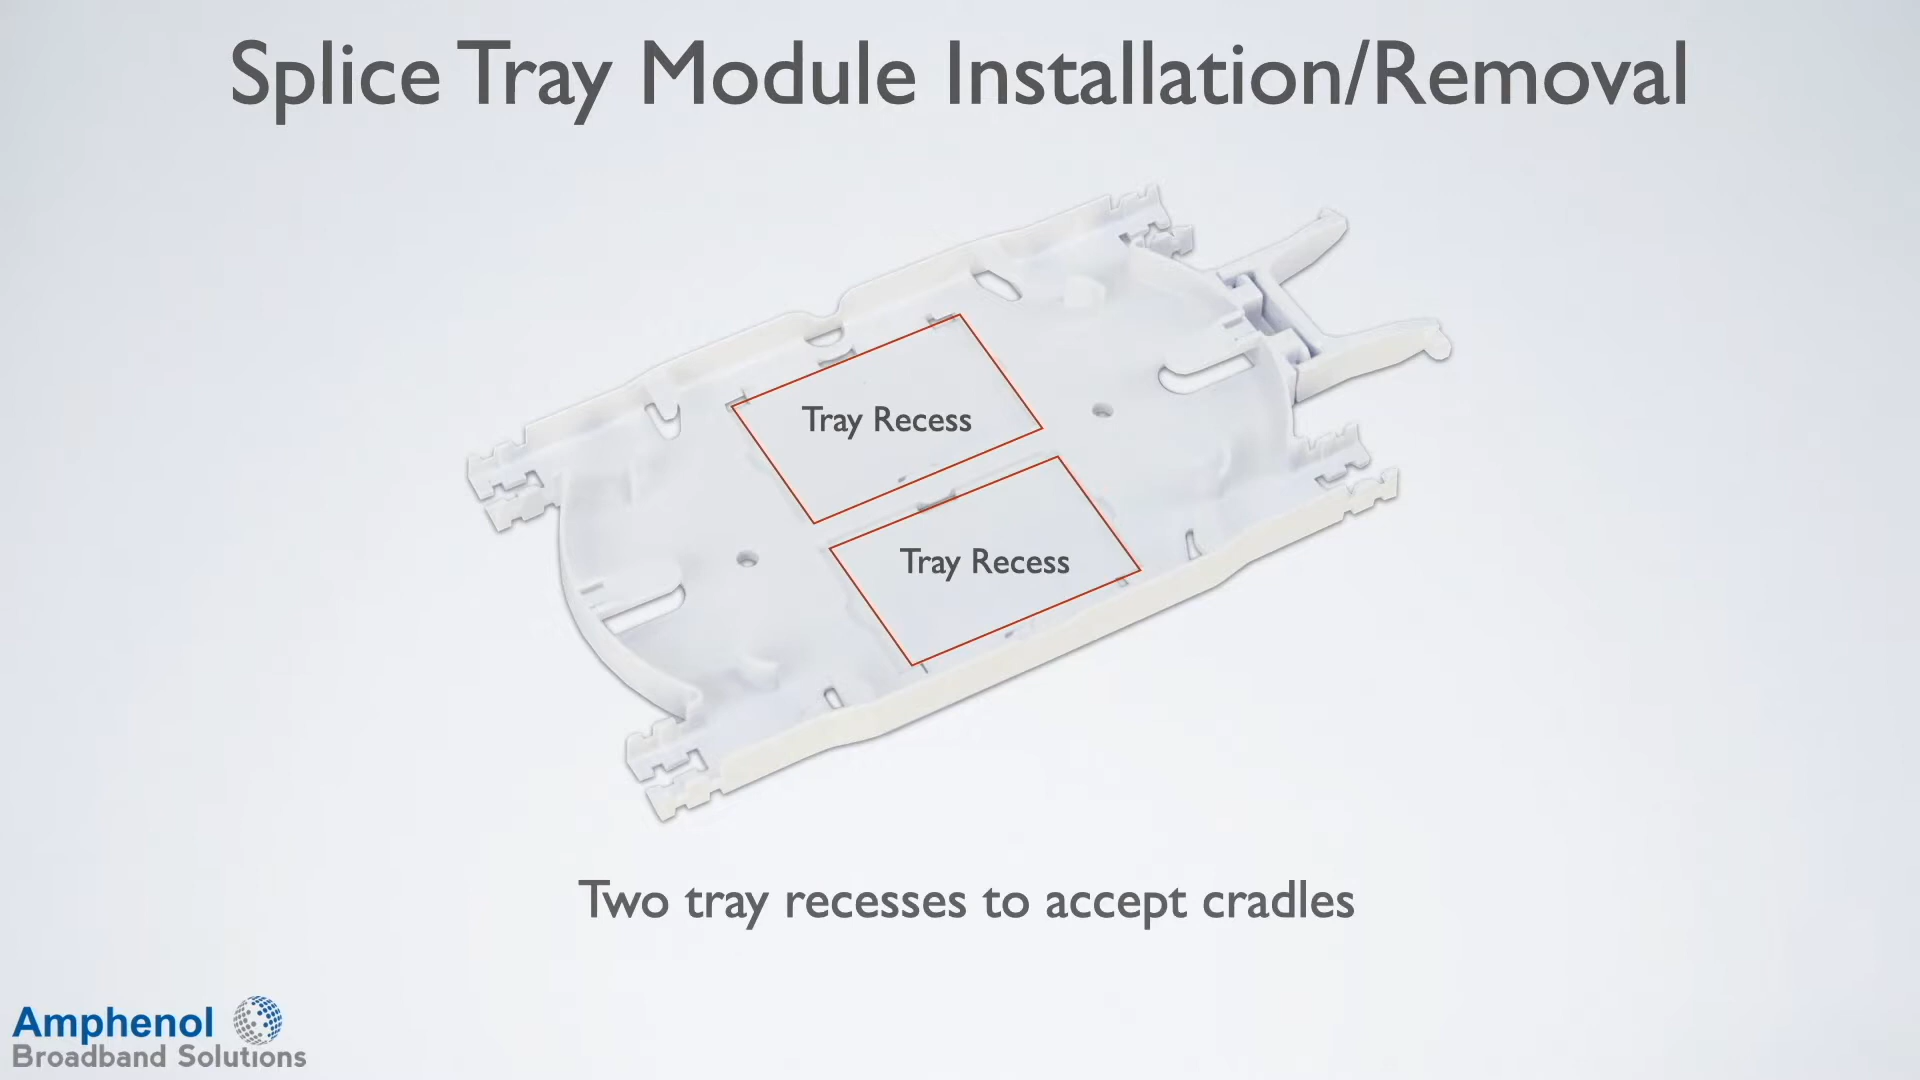 Splice Tray Module Installation/Removal
Tray Recess
Tray Recess
Two tray recesses to accept cradles
Amphenol
Broadband Solutions